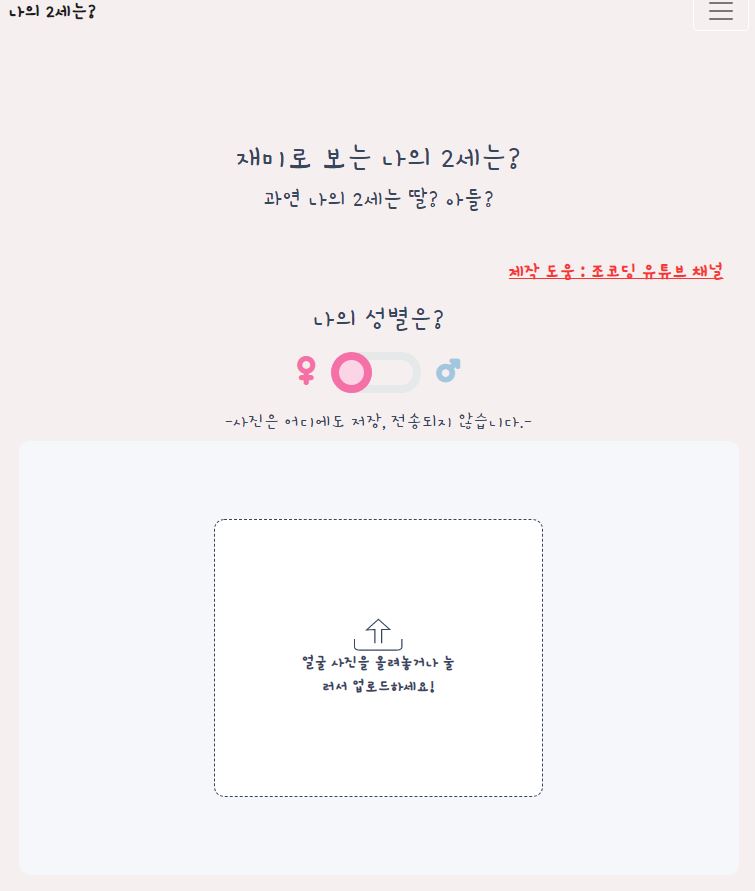 나의 2세는?
재미로 보는 나의 2세는?
과연 나의 2세는 딸? 아들?
제작 도움 : 조코딩 유튜브 채널
나의 성별은?
-사진은 어디에도 저장, 전송되지 않습니다.-
얼굴 사진을 올려놓거나 눌
러서 업로드하세요!